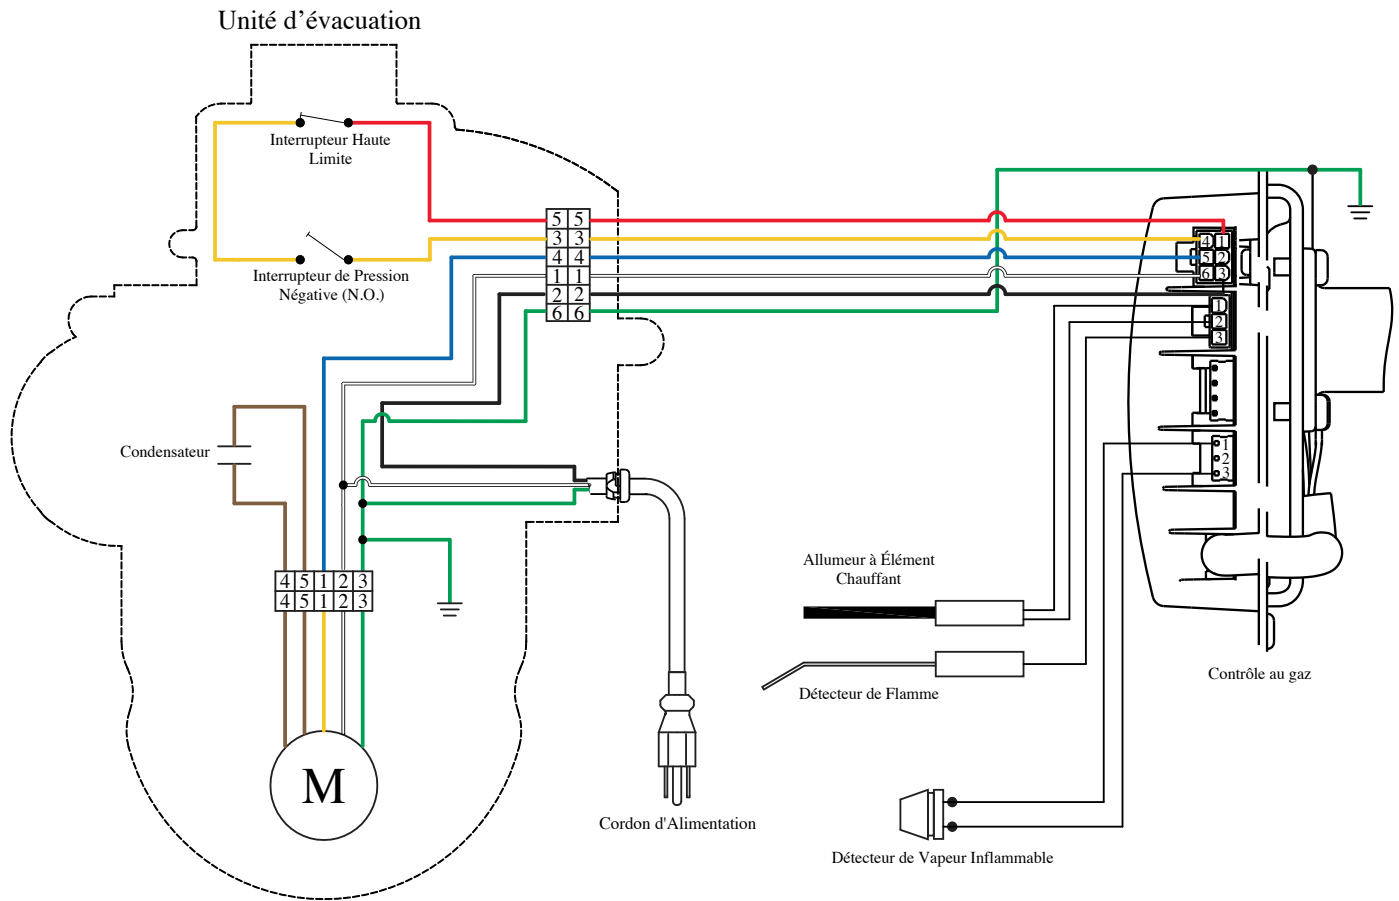 Unité d’évacuation
Interrupteur Haute
Limite
5 5
3 3
4 4
1 1
2 2
6 6
Interrupteur de Pression
Négative (N.O.)
4 1
5 2
6 3
1
2
3
Condensateur
1
2
3
4 5 1 2 3
4 5 1 2 3
Allumeur à Élément
Chauffant
Détecteur de Flamme
Contrôle au gaz
M
Cordon d'Alimentation
Détecteur de Vapeur Inflammable